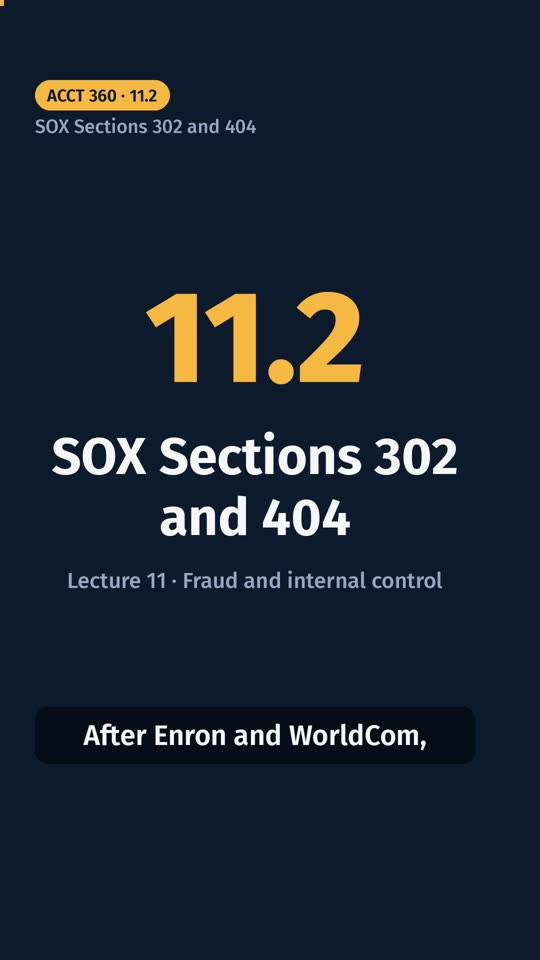 ACCT 360 · 11.2
SOX Sections 302 and 404
11.2
SOX Sections 302
and 404
Lecture 11 · Fraud and internal control
After Enron and WorldCom,